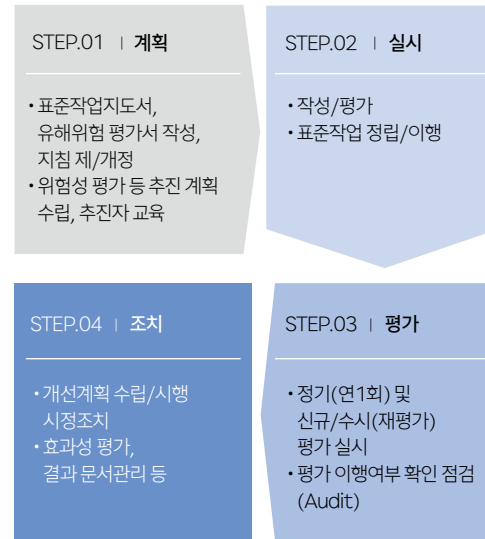 STEP.01 | 계획
• 표준작업지도서,
유해위험 평가서 작성,
지침 제/개정
• 위험성 평가 등 추진 계획
수립, 추진자 교육
STEP.02 | 실시
• 작성/평가
• 표준작업 정립/이행
STEP.03 | 평가
• 정기(연1회) 및
신규/수시(재평가)
평가 실시
• 평가 이행여부 확인 점검
(Audit)
STEP.04 | 조치
• 개선계획 수립/시행
시정조치
• 효과성 평가,
결과 문서관리 등